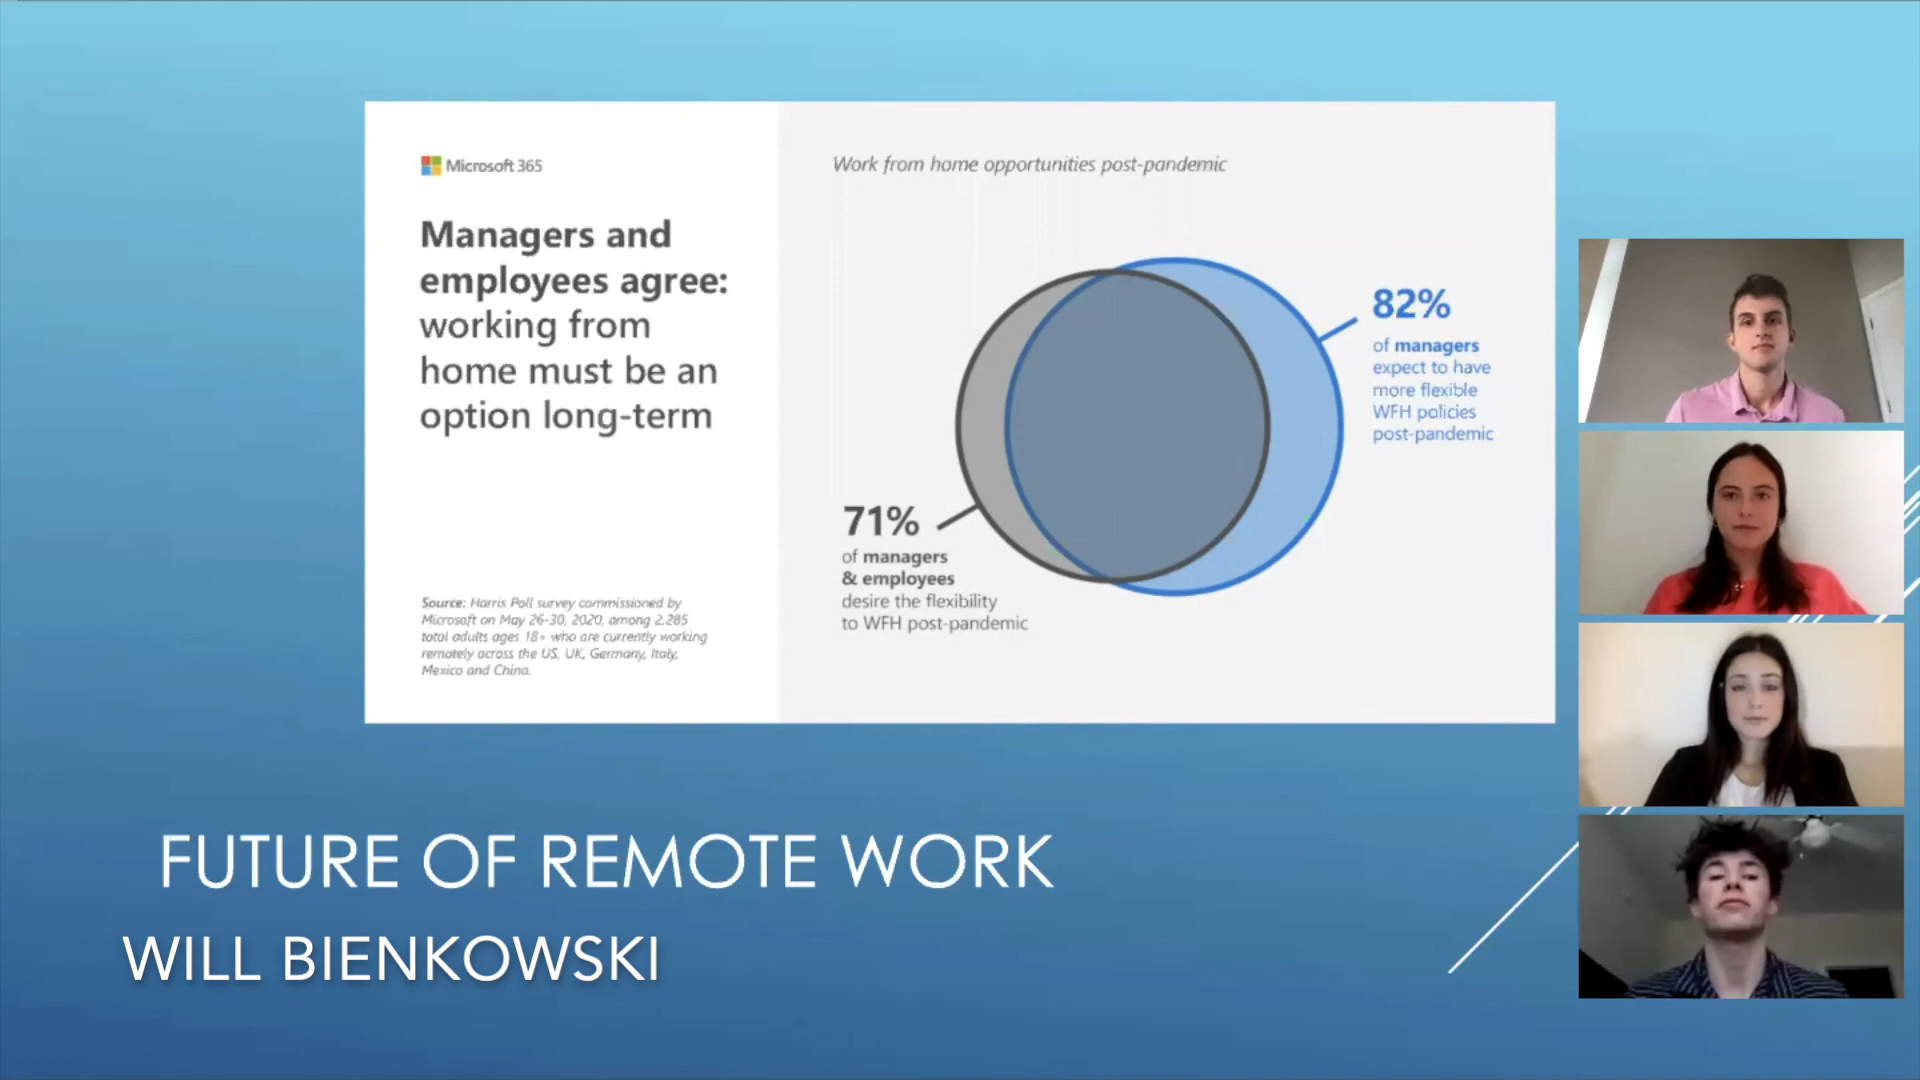 Microsoft 365
Managers and
employees agree:
working from
home must be an
option long-term
Source: Harris Poll survey commissioned by
Microsoft on May 26-30, 2020, among 2,285
total adults ages 18+ who are currently working
remotely across the US, UK, Germany, Italy,
Mexico and China.
Work from home opportunities post-pandemic
82%
of managers
expect to have
more flexible
WFH policies
post-pandemic
71%
of managers
& employees
desire the flexibility
to WFH post-pandemic
FUTURE OF REMOTE WORK
WILL BIENKOWSKI